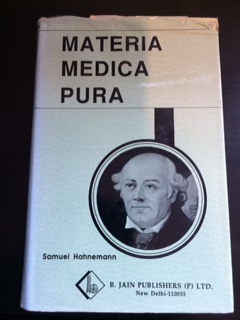 MATERIA
MEDICA
PURA
Samuel Hahnemann
B. JAIN PUBLISHERS (P) LTD.
New Delhi-110055